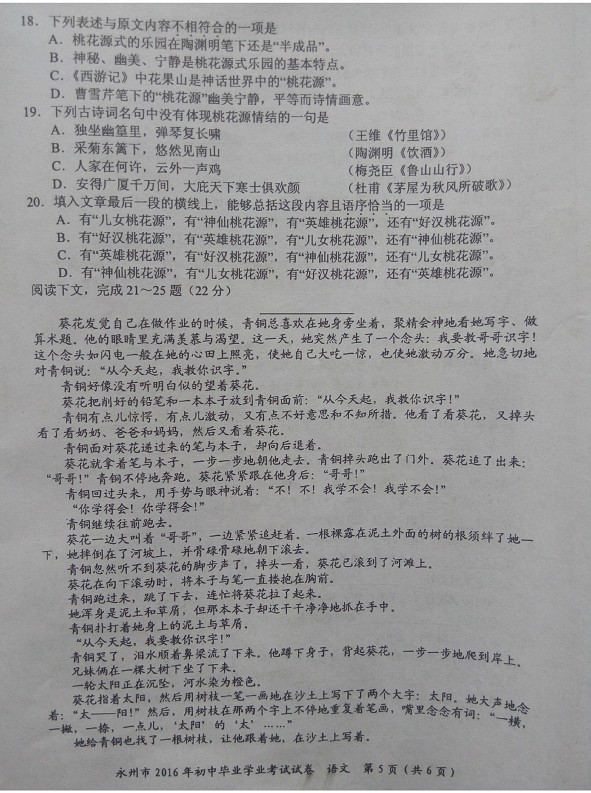 18．下列表述与原文内容不相符合的一项是
A．桃花源式的乐园在陶渊明笔下还是“半成品”。
B．神秘、幽美、宁静是桃花源式乐园的基本特点。
C．《西游记》中花果山是神话世界中的“桃花源”。
D．曹雪芹笔下的“桃花源”幽美宁静，平等而诗情画意。
19．下列古诗词名句中没有体现桃花源情结的一句是
A．独坐幽篁里，弹琴复长啸 （王维《竹里馆》）
B．采菊东篱下，悠然见南山 （陶渊明《饮酒》）
C．人家在何许，云外一声鸡 （梅尧臣《鲁山山行》）
D．安得广厦千万间，大庇天下寒士俱欢颜 （杜甫《茅屋为秋风所破歌》）
20．填入文章最后一段的横线上，能够总括这段内容且语序恰当的一项是
A．有“儿女桃花源”，有“神仙桃花源”，有“英雄桃花源”，还有“好汉桃花源”。
B．有“好汉桃花源”，有“英雄桃花源”，有“儿女桃花源”，还有“神仙桃花源”。
C．有“英雄桃花源”，有“好汉桃花源”，有“儿女桃花源”，还有“神仙桃花源”。
D．有“神仙桃花源”，有“儿女桃花源”，有“好汉桃花源”，还有“英雄桃花源”。
阅读下文，完成21～25题（22分）
葵花发觉自己在做作业的时候，青铜总喜欢在她身旁坐着，聚精会神地看她写字、做
算术题。他的眼睛里充满羡慕与渴望。这一天，她突然产生了一个念头：我要教哥哥识字！
这个念头如闪电一般在她的心田上照亮，使她自己大吃一惊，也使她激动万分。她急切地
对青铜说：“从今天起，我教你识字。”
青铜好像没有听明白似的望着葵花。
葵花把削好的铅笔和一本本子放到青铜面前：“从今天起，我教你识字！”
青铜有点儿惊愕，有点儿激动，又有点不好意思和不知所措。他看了看葵花，又掉头
看了看奶奶、爸爸和妈妈，然后又看着葵花。
青铜面对葵花递过来的笔与本子，却向后退着。
葵花就拿着笔与本子，一步一步地朝他走去。青铜掉头跑出了门外。葵花追了出来：
“哥哥！”青铜不停地奔跑。葵花紧紧跟在他身后：“哥哥！”
青铜回过头来，用手势与眼神说着：“不！不！我学不会！我学不会！”
“你学得会！你学得会！”
青铜继续往前跑去。
葵花一边大叫着“哥哥”，一边紧紧追赶着。一根裸露在泥土外面的树的根须绊了她一
下，她摔倒在了河坡上，并骨碌骨碌地朝下滚去。
青铜忽然听不到葵花的脚步声了，掉头一看，葵花已滚到了河滩上。
葵花在向下滚动时，将本子与笔一直搂抱在胸前。
青铜跑过来，跳了下去，连忙将葵花拉了起来。
她浑身是泥土和草屑，但那本本子却还干干净净地抓在手中。
青铜扑打着她身上的泥土与草屑。
“从今天起，我要教你识字！”
青铜哭了，泪水顺着鼻梁流了下来。他蹲下身子，背起葵花，一步一步地爬到岸上。
兄妹俩在一棵大树下坐了下来。
一轮太阳正在沉坠，河水染为橙色。
葵花指着太阳，然后用树枝一笔一画地在沙土上写下了两个大字：太阳。她大声地念
着：“太——阳！”然后，用树枝在那两个字上不停地重复着笔画，嘴里念念有词：“一横，
一撇，一捺，一点儿，‘太阳’的‘太’……”
她给青铜也找了一根树枝，让他跟着她，在沙土上写着。
永州市2016年初中毕业学业考试试卷 语文 第5页（共6页）